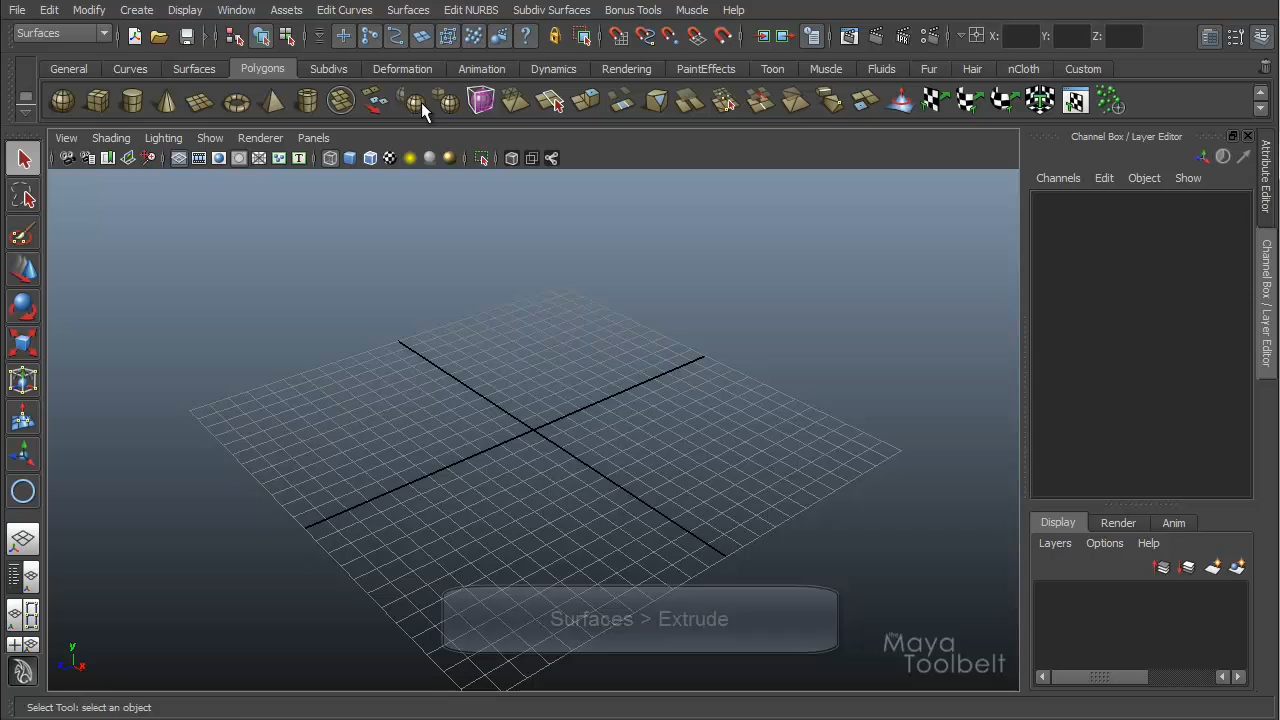 File Edit Modify Create Display Window Assets Edit Curves Surfaces Edit NURBS Subdiv Surfaces Bonus Tools Muscle Help
Surfaces X: Y: Z:
General Curves Surfaces Polygons Subdivs Deformation Animation Dynamics Rendering PaintEffects Toon Muscle Fluids Fur Hair nCloth Custom
View Shading Lighting Show Renderer Panels
Channel Box / Layer Editor
Channels Edit Object Show
Attribute Editor
Channel Box / Layer Editor
Display Render Anim
Layers Options Help
Surfaces > Extrude
the Maya
Toolbelt
y
z x
Select Tool: select an object